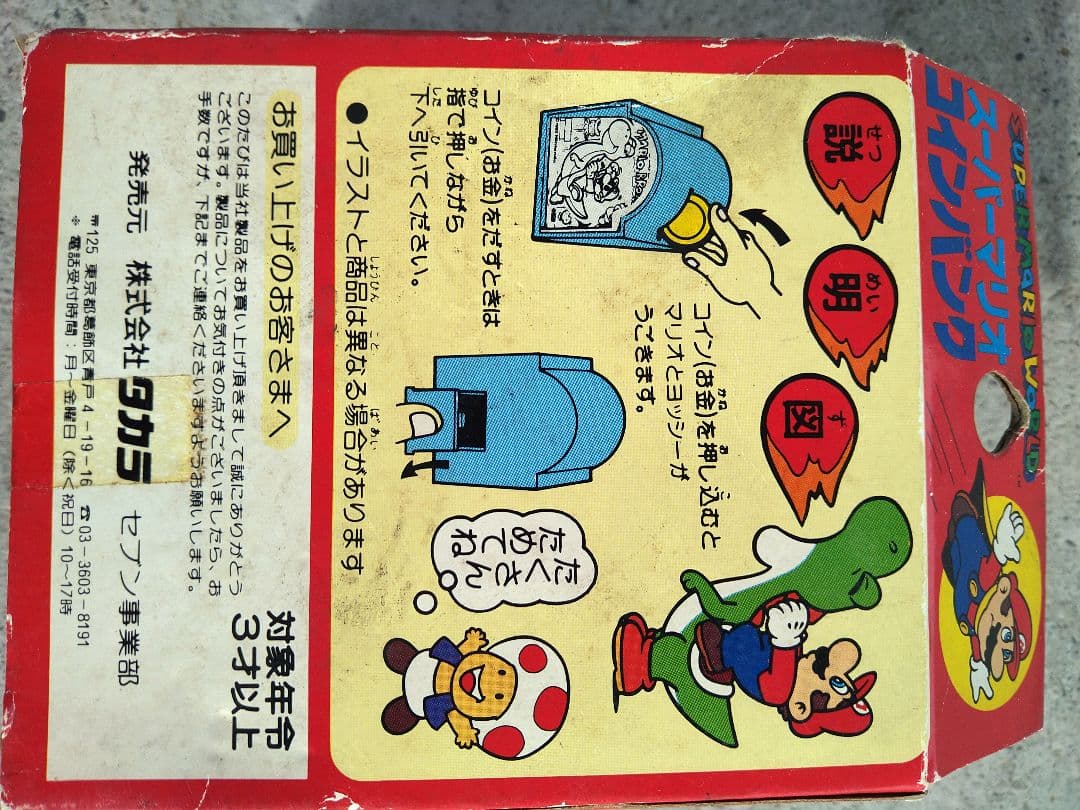 SUPER MARIO WORLD
スーパーマリオ
コインバンク
せつ
説
めい
明
ず
図
コイン(お金)を押し込むと
マリオとヨッシーが
うごきます。
コイン(お金)をだすときは
指で押しながら
下へ引いてください。
たくさん
ためてね
●イラストと商品は異なる場合があります
お買い上げのお客さまへ
このたびは当社製品をお買い上げ頂きまして誠にありがとう
ございます。製品についてお気付きの点がございましたら、お
手数ですが、下記までご連絡くださいますようお願いします。
対象年令
3才以上
発売元 株式会社タカラ セブン事業部
〒125 東京都葛飾区青戸4-19-16 ☎03-3603-8191
※電話受付時間:月〜金曜日(除く祝日)10〜17時